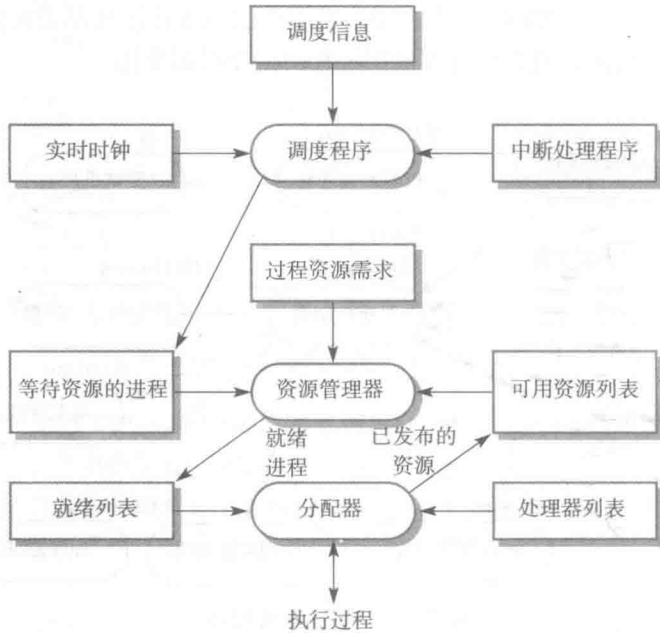 调度信息
实时时钟
调度程序
中断处理程序
过程资源需求
等待资源的进程
资源管理器
可用资源列表
就绪
进程
已发布的
资源
就绪列表
分配器
处理器列表
执行过程